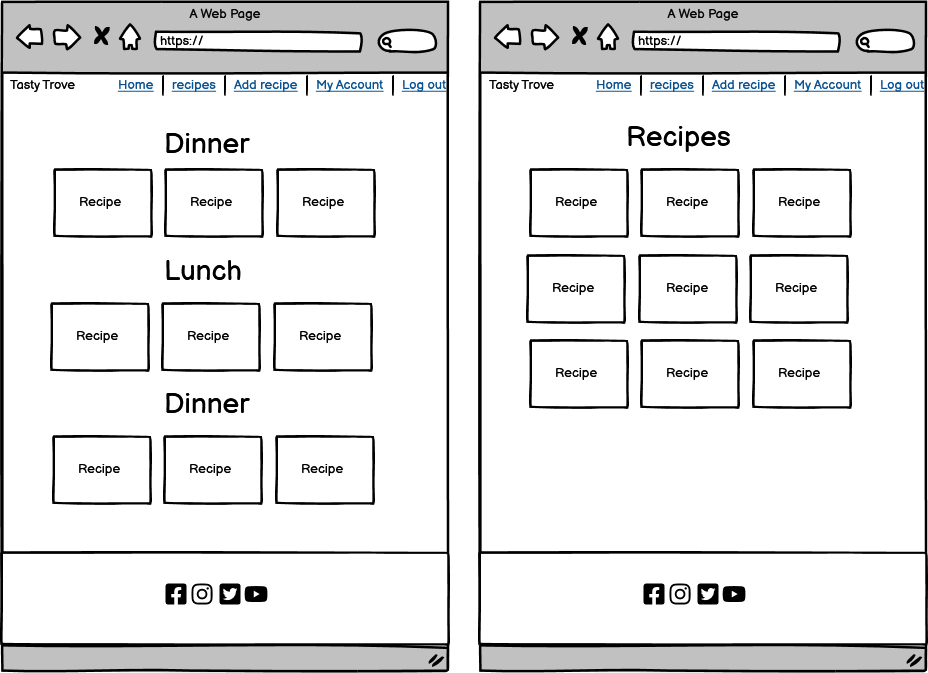 A Web Page
https://
Tasty Trove Home recipes Add recipe My Account Log out
Dinner
Recipe Recipe Recipe
Lunch
Recipe Recipe Recipe
Dinner
Recipe Recipe Recipe
A Web Page
https://
Tasty Trove Home recipes Add recipe My Account Log out
Recipes
Recipe Recipe Recipe
Recipe Recipe Recipe
Recipe Recipe Recipe